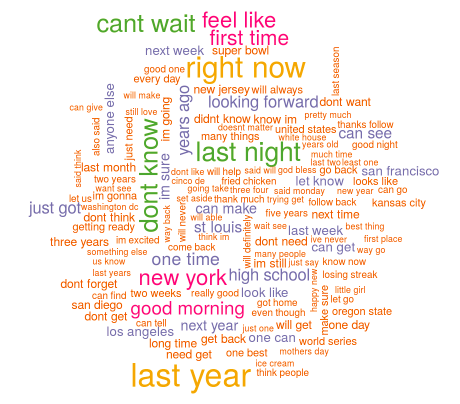 cant wait
feel like
first time
next week
super bowl
good one
right now
last season
every day
new jersey
will always
will make
looking forward
dont want
can give
still love
im going
years ago
didnt know
know im
pretty much
anyone else
doesnt matter
united states
thanks follow
also said
just need
many things
white house
can see
years old
good night
dont know
last night
much time
said think
last two
least one
last month
im sure
dont like
will help
said will
god bless
go back
san francisco
two years
cinco de
fried chicken
let know
looks like
want see
going take
three four
said monday
new year
can go
let us
im gonna
set aside
thank much
trying get
follow back
kansas city
just got
washington dc
will never
can make
five years
next time
dont think
way back
will able
getting ready
st louis
wait see
last week
best thing
three years
im excited
think im
will definitely
dont need
ive never
first place
come back
can get
way go
something else
one time
many people
us know
im still
just say
know now
last years
new york
high school
happy new
losing streak
dont forget
little girl
can find
two weeks
really good
look like
make sure
let go
san diego
good morning
got home
even though
oregon state
dont get
can tell
next year
just one
will get
one day
los angeles
one can
world series
long time
get back
need get
one best
mothers day
last year
ice cream
think people